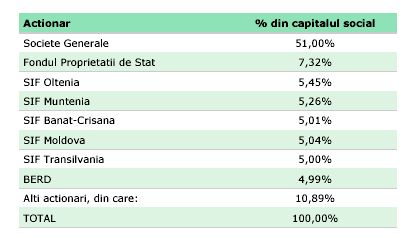 Actionar % din capitalul social
Societe Generale 51,00%
Fondul Proprietatii de Stat 7,32%
SIF Oltenia 5,45%
SIF Muntenia 5,26%
SIF Banat-Crisana 5,01%
SIF Moldova 5,04%
SIF Transilvania 5,00%
BERD 4,99%
Alti actionari, din care: 10,89%
TOTAL 100,00%